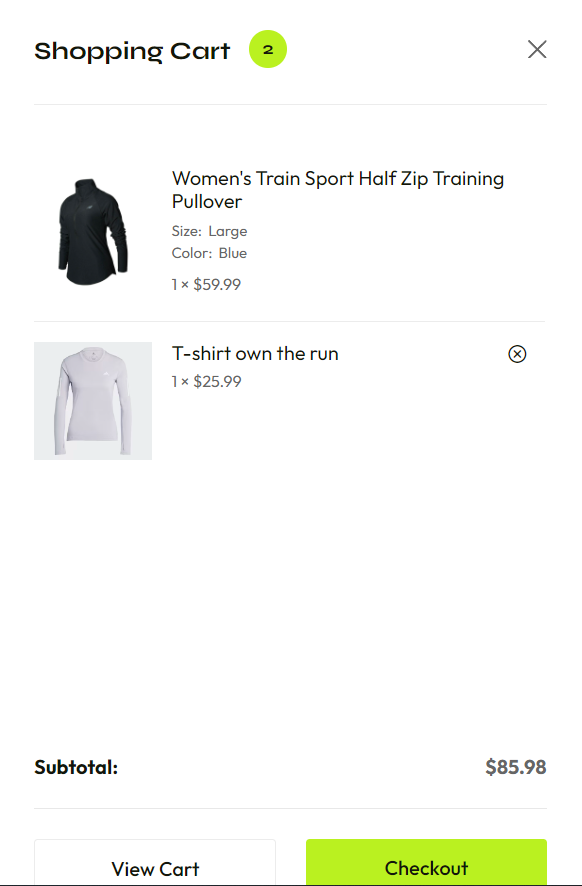 Shopping Cart 2
Women's Train Sport Half Zip Training
Pullover
Size: Large
Color: Blue
1 × $59.99
T-shirt own the run
1 × $25.99
Subtotal: $85.98
View Cart
Checkout